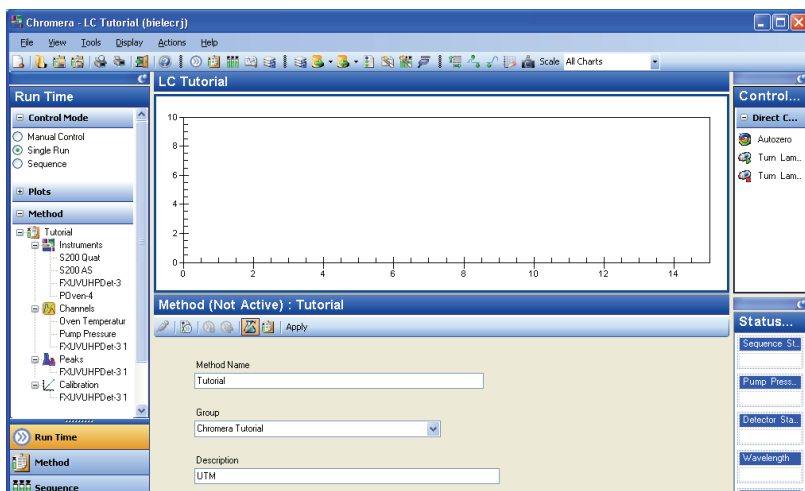 Chromera - LC Tutorial (bielecrj)
File View Tools Display Actions Help
Scale All Charts
Run Time
Control Mode
Manual Control
Single Run
Sequence
Plots
Method
Tutorial
Instruments
S200 Quat
S200 AS
FXUVUHPDet-3
POven-4
Channels
Oven Temperatur
Pump Pressure
FXUVUHPDet-3 1
Peaks
FXUVUHPDet-3 1
Calibration
FXUVUHPDet-3 1
Run Time
Method
Sequence
LC Tutorial
10
8
6
4
2
0
0 2 4 6 8 10 12 14
Method (Not Active) : Tutorial
Apply
Method Name
Tutorial
Group
Chromera Tutorial
Description
UTM
Control...
Direct C...
Autozero
Turn Lam...
Turn Lam...
Status...
Sequence St...
Pump Press...
Detector Sta...
Wavelength